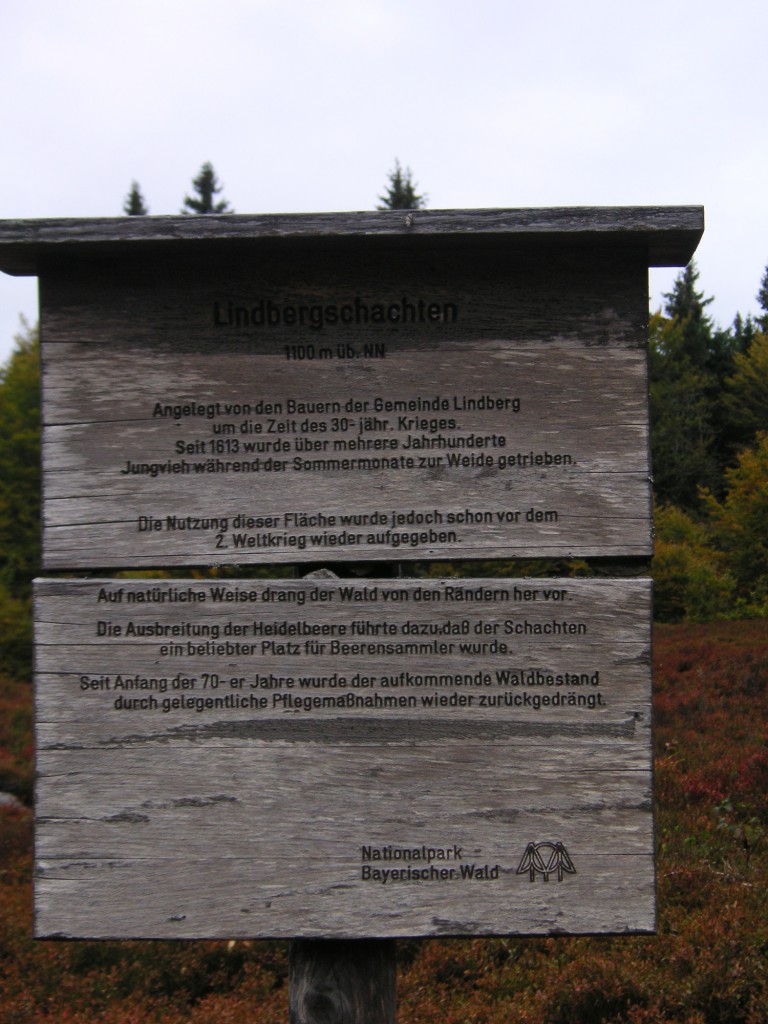 Lindbergschachten
1100 m üb. NN
Angelegt von den Bauern der Gemeinde Lindberg
um die Zeit des 30-jähr. Krieges.
Seit 1613 wurde über mehrere Jahrhunderte
Jungvieh während der Sommermonate zur Weide getrieben.
Die Nutzung dieser Fläche wurde jedoch schon vor dem
2. Weltkrieg wieder aufgegeben.
Auf natürliche Weise drang der Wald von den Rändern her vor.
Die Ausbreitung der Heidelbeere führte dazu,daß der Schachten
ein beliebter Platz für Beerensammler wurde.
Seit Anfang der 70-er Jahre wurde der aufkommende Waldbestand
durch gelegentliche Pflegemaßnahmen wieder zurückgedrängt.
Nationalpark
Bayerischer Wald